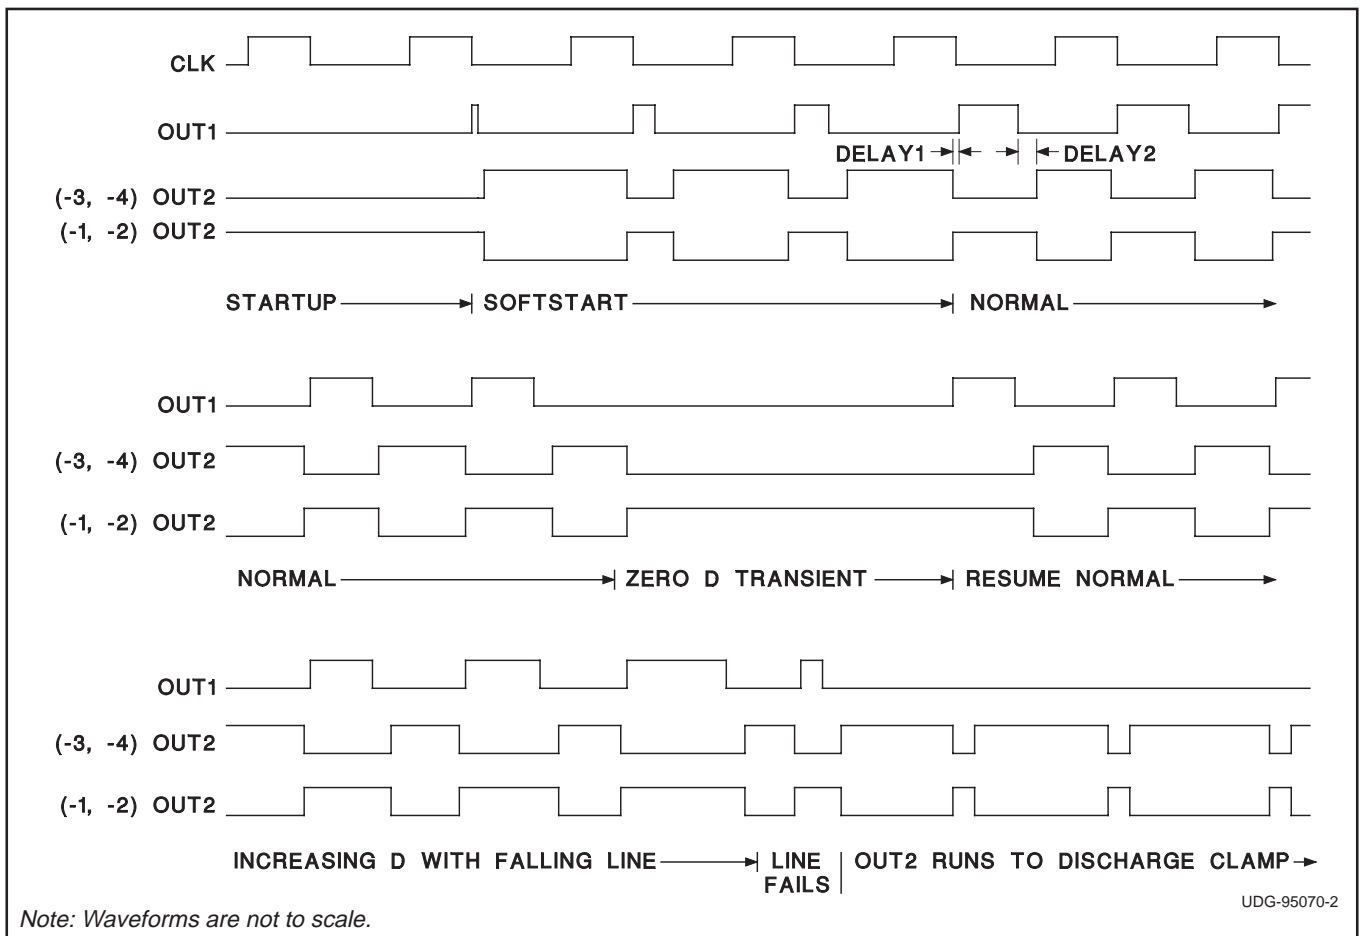 CLK
OUT1
DELAY1 DELAY2
(-3, -4) OUT2
(-1, -2) OUT2
STARTUP SOFTSTART NORMAL
OUT1
(-3, -4) OUT2
(-1, -2) OUT2
NORMAL ZERO D TRANSIENT RESUME NORMAL
OUT1
(-3, -4) OUT2
(-1, -2) OUT2
INCREASING D WITH FALLING LINE LINE FAILS OUT2 RUNS TO DISCHARGE CLAMP
UDG-95070-2
Note: Waveforms are not to scale.